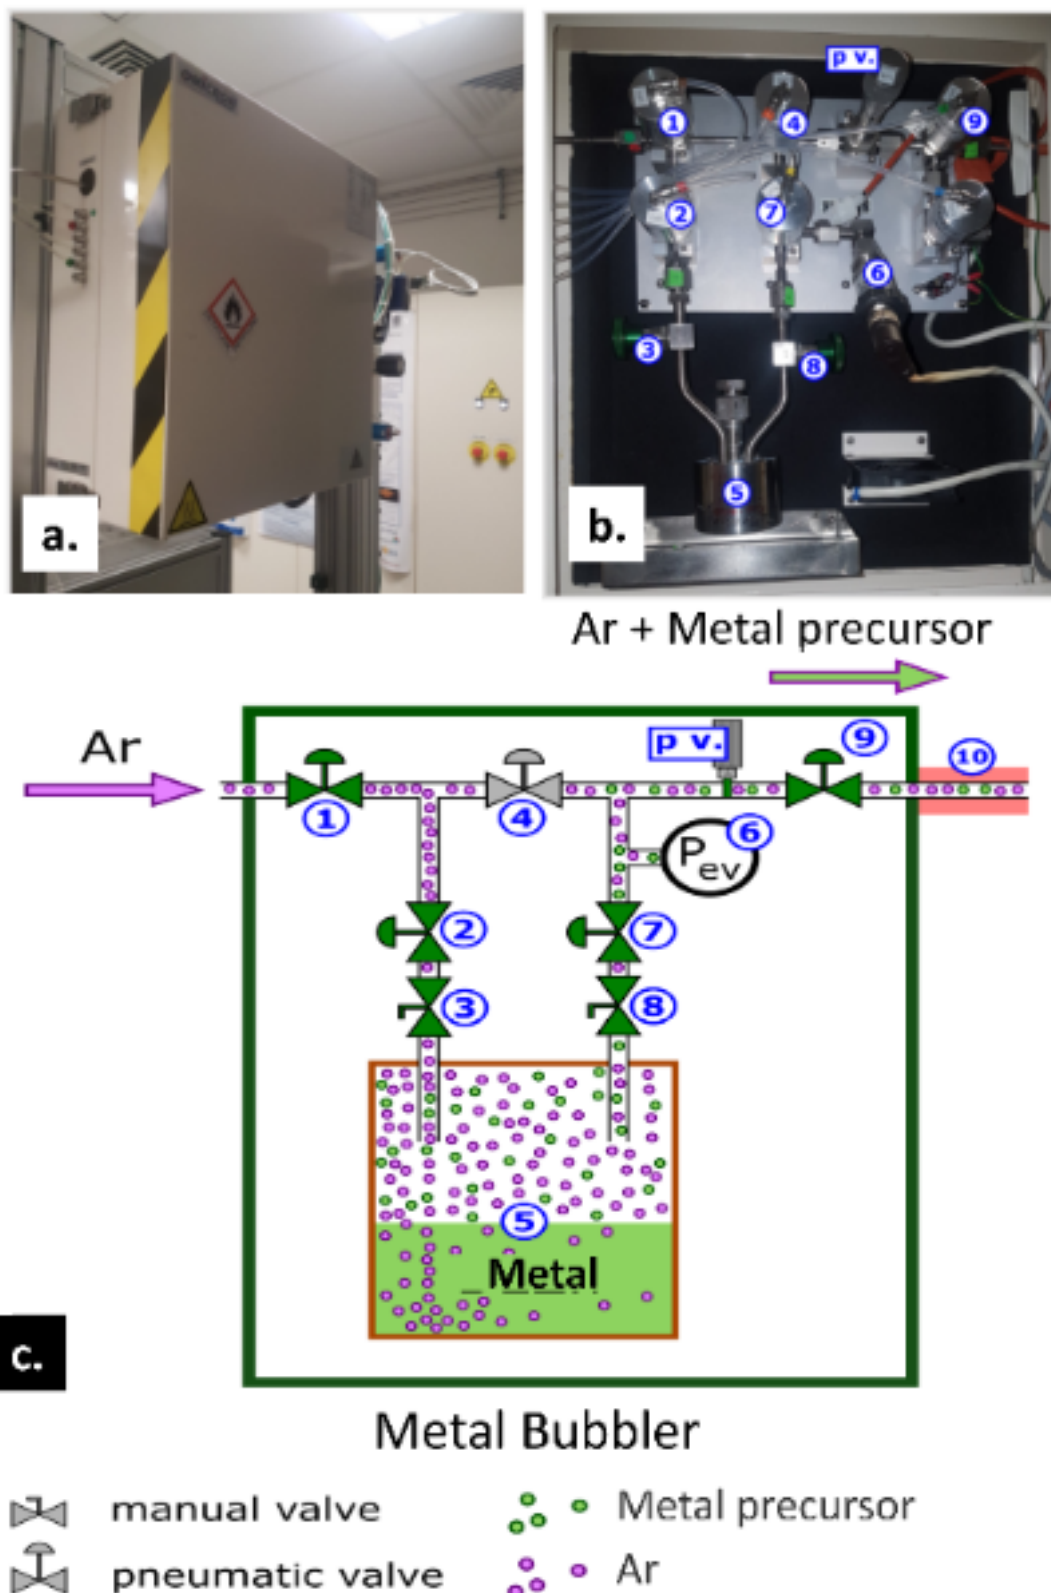 p v.
1
4
9
2
7
6
3
8
5
a.
b.
Ar + Metal precursor
Ar
p v.
9
10
1
4
6
P
ev
2
7
3
8
5
Metal
c.
Metal Bubbler
manual valve
Metal precursor
pneumatic valve
Ar